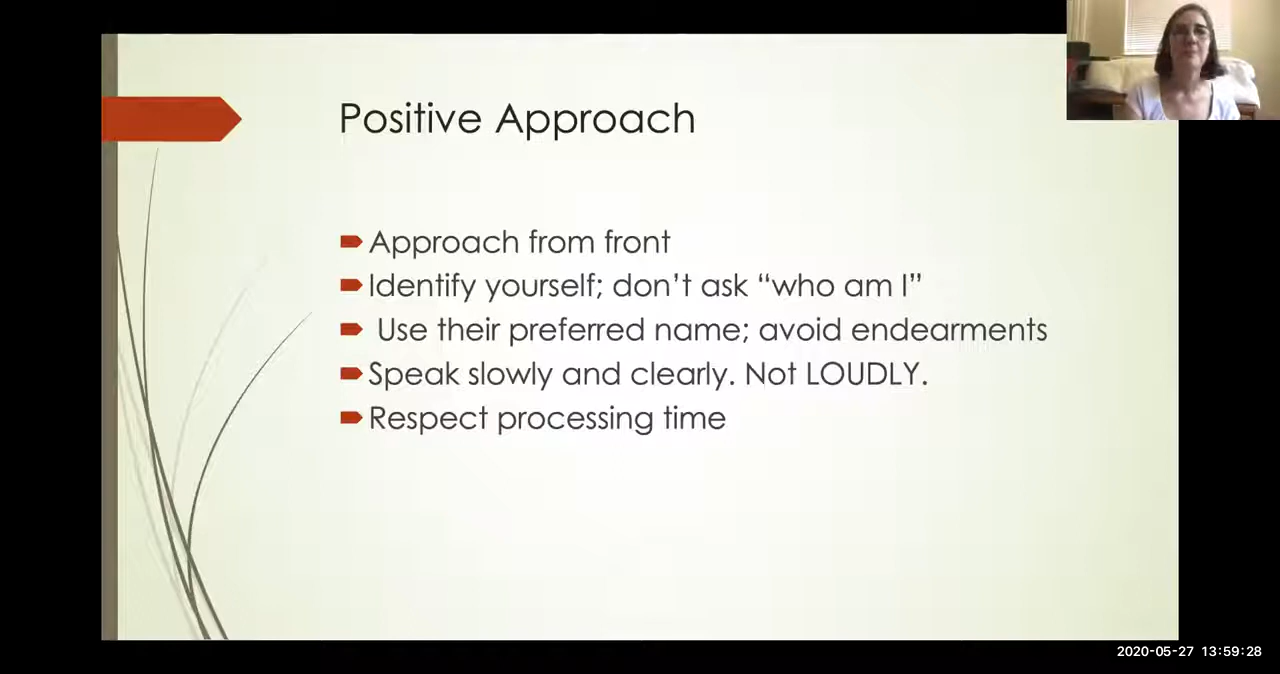 Positive Approach
Approach from front
Identify yourself; don’t ask “who am I”
Use their preferred name; avoid endearments
Speak slowly and clearly. Not LOUDLY.
Respect processing time
2020-05-27 13:59:28